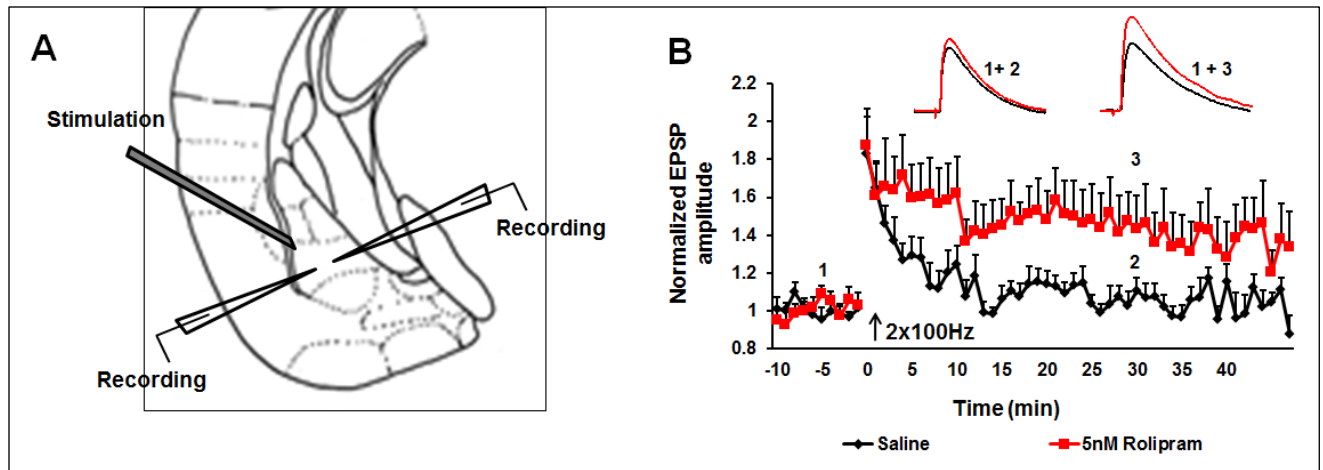 A
Stimulation
Recording
Recording
B
1+ 2
1 + 3
Normalized EPSP
amplitude
2.2
2
1.8
1.6
1.4
1.2
1
0.8
1
2
3
↑ 2x100Hz
-10 -5 0 5 10 15 20 25 30 35 40
Time (min)
Saline 5nM Rolipram